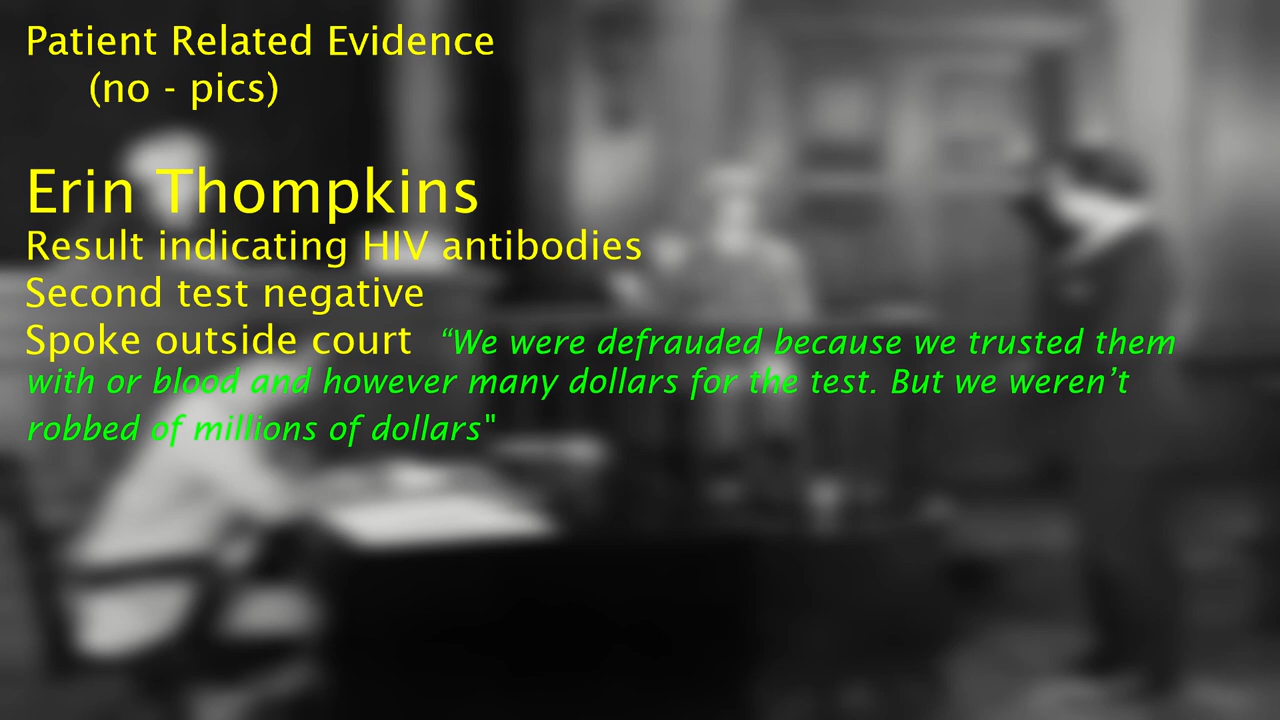 Patient Related Evidence
(no - pics)
Erin Thompkins
Result indicating HIV antibodies
Second test negative
Spoke outside court “We were defrauded because we trusted them
with or blood and however many dollars for the test. But we weren’t
robbed of millions of dollars"